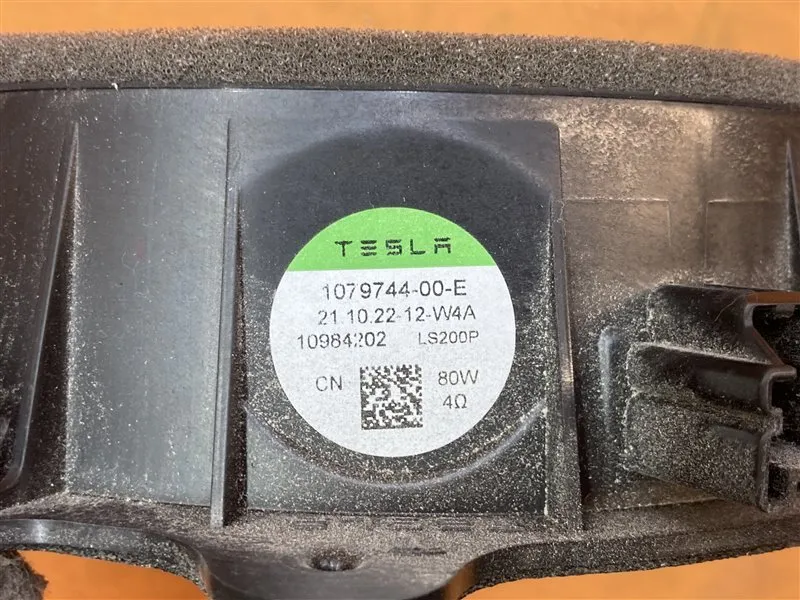 TESLA
1079744-00-E
21.10.22-12-W4A
10984202 LS200P
CN 80W
4Ω